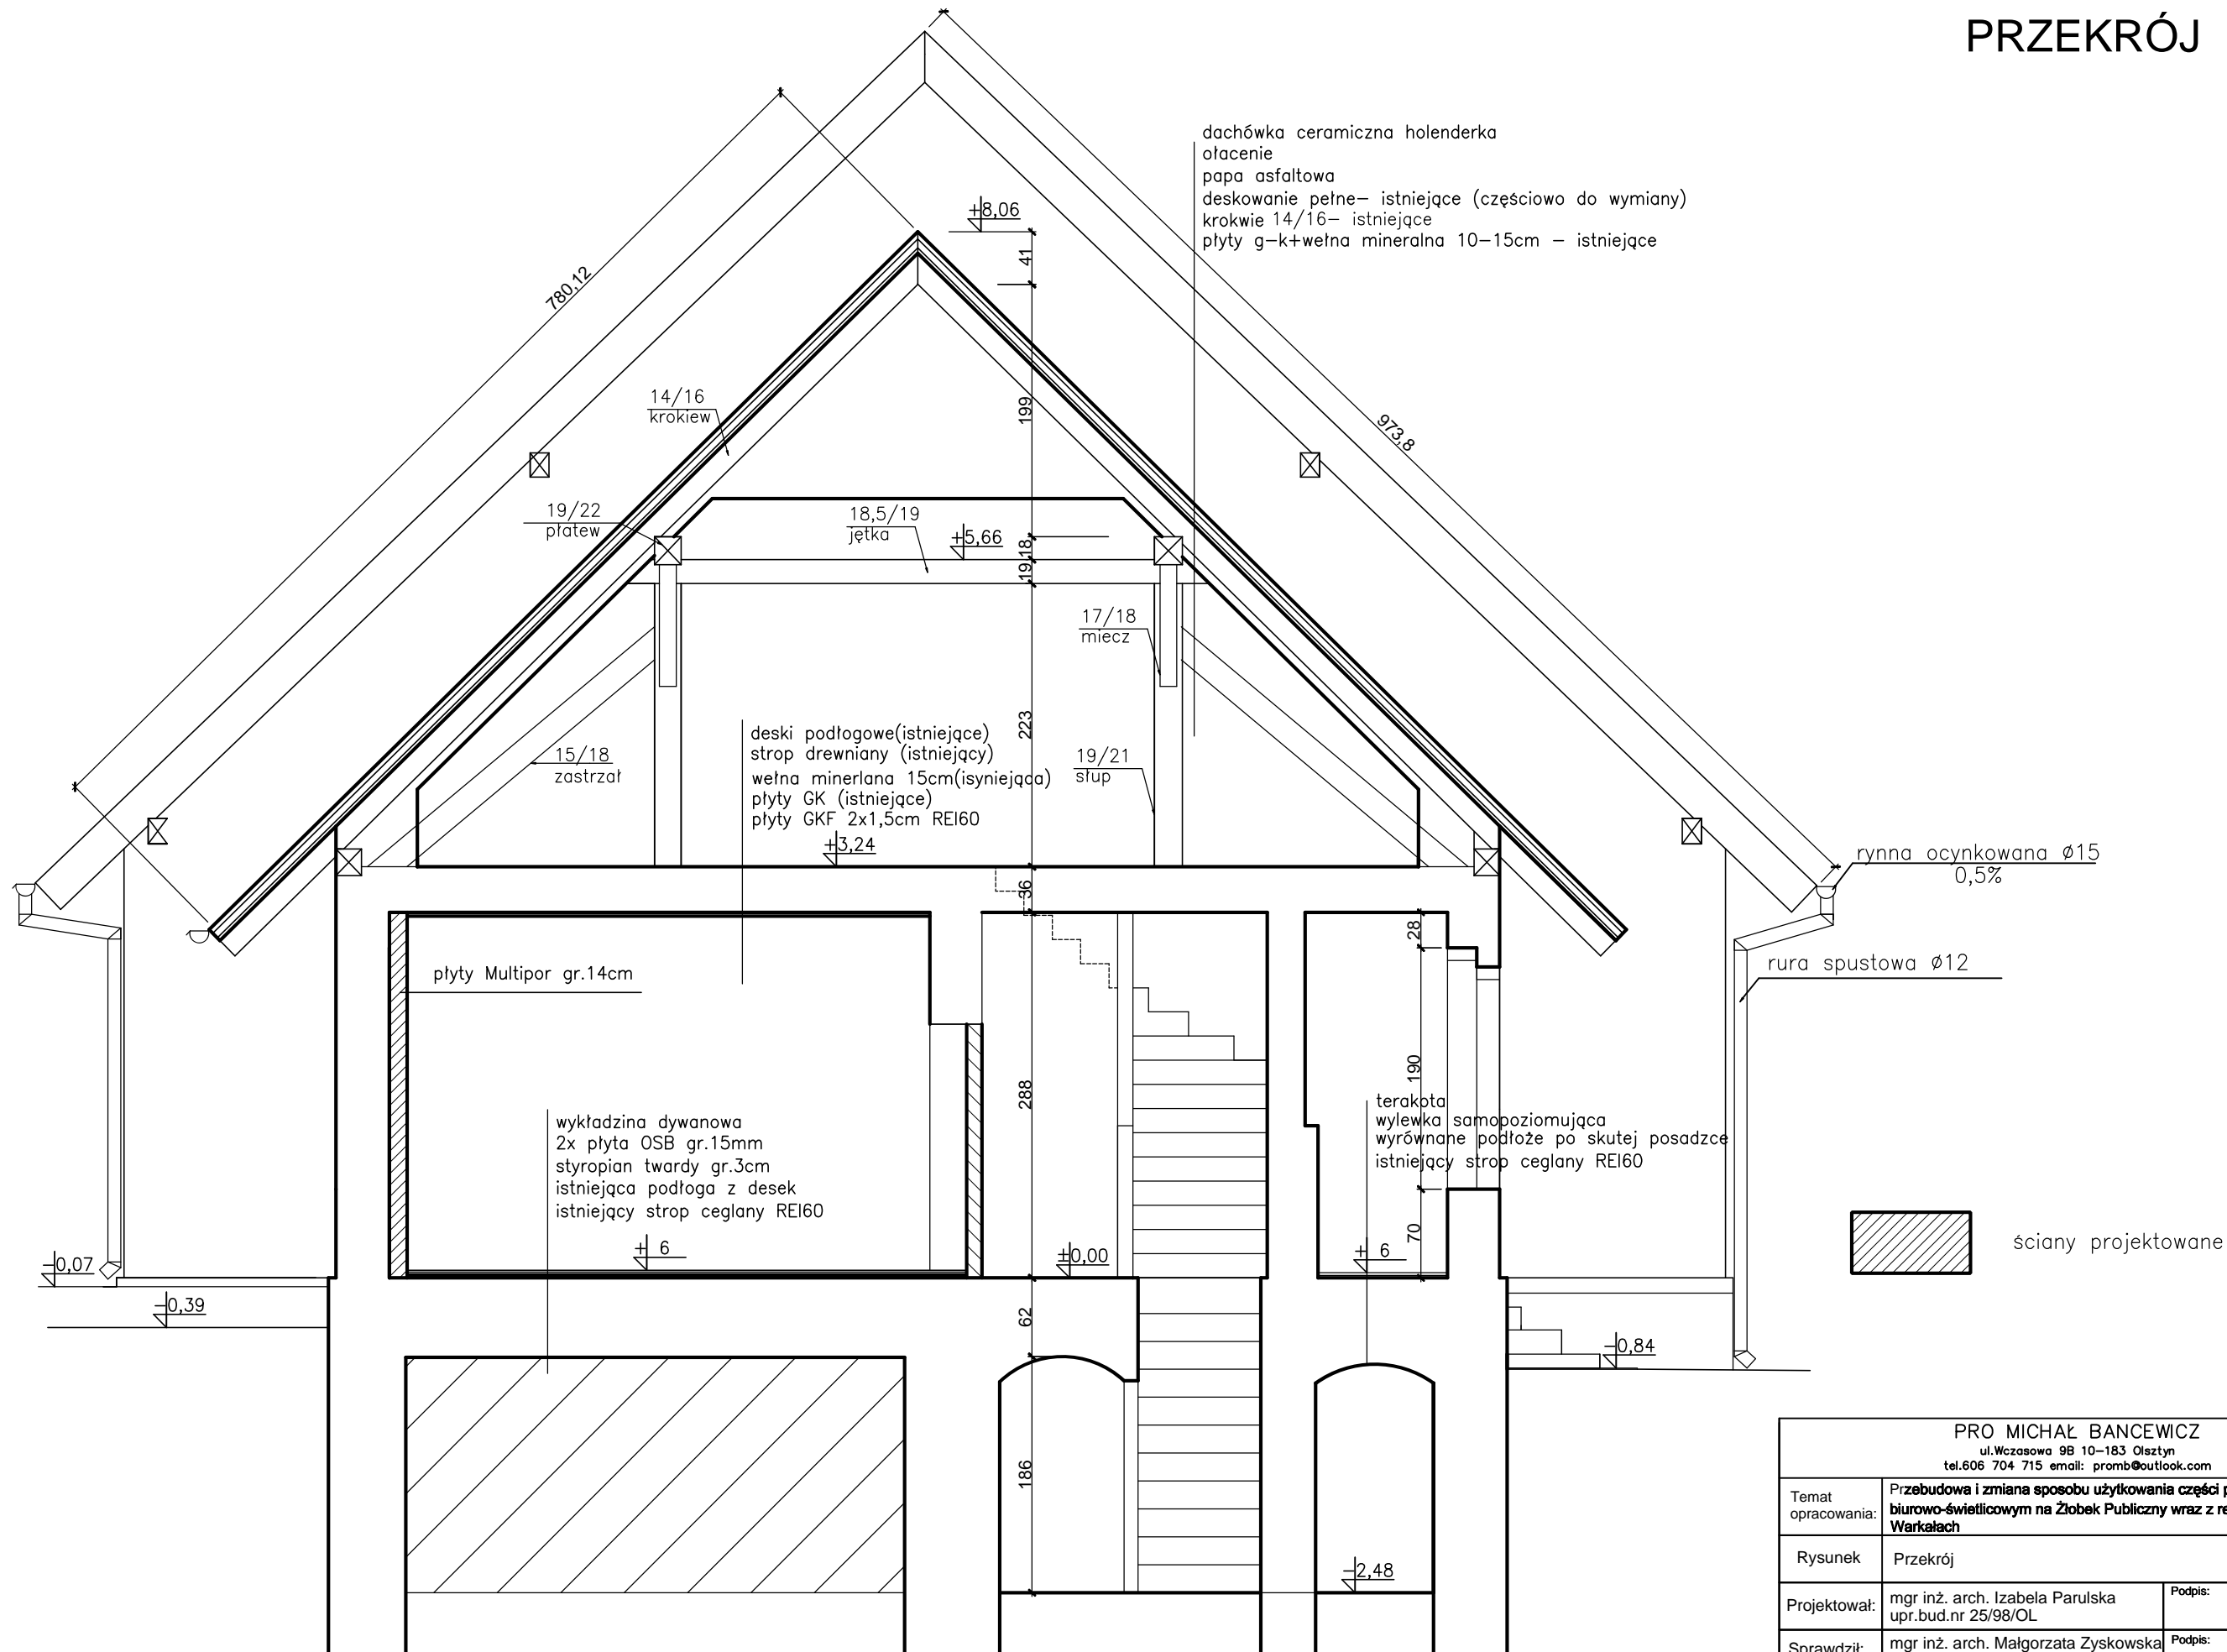 PRZEKRÓJ
dachówka ceramiczna holenderka
ołacenie
papa asfaltowa
deskowanie pełne- istniejące (częściowo do wymiany)
krokwie 14/16- istniejące
płyty g-k+wełna mineralna 10-15cm - istniejące
+8,06
41
780,12
973,8
199
14/16
krokiew
19/22
płatew
18,5/19
jętka
+5,66
18
19
17/18
miecz
223
deski podłogowe(istniejące)
strop drewniany (istniejący)
wełna minerlana 15cm(isyniejąca)
płyty GK (istniejące)
płyty GKF 2x1,5cm REI60
15/18
zastrzał
19/21
słup
+3,24
36
rynna ocynkowana ø15
0,5%
28
rura spustowa ø12
płyty Multipor gr.14cm
288
190
terakota
wylewka samopoziomująca
wyrównane podłoże po skutej posadzce
istniejący strop ceglany REI60
wykładzina dywanowa
2x płyta OSB gr.15mm
styropian twardy gr.3cm
istniejąca podłoga z desek
istniejący strop ceglany REI60
70
+ 6
±0,00
+ 6
ściany projektowane
-0,07
-0,39
62
-0,84
186
-2,48
PRO MICHAŁ BANCEWICZ
ul.Wczasowa 9B 10-183 Olsztyn
tel.606 704 715 email: promb@outlook.com
Temat opracowania:
Przebudowa i zmiana sposobu użytkowania części p
biurowo-świetlicowym na Żłobek Publiczny wraz z re
Warkałach
Rysunek
Przekrój
Projektował:
mgr inż. arch. Izabela Parulska
upr.bud.nr 25/98/OL
Podpis:
Sprawdził:
mgr inż. arch. Małgorzata Zyskowska
Podpis: